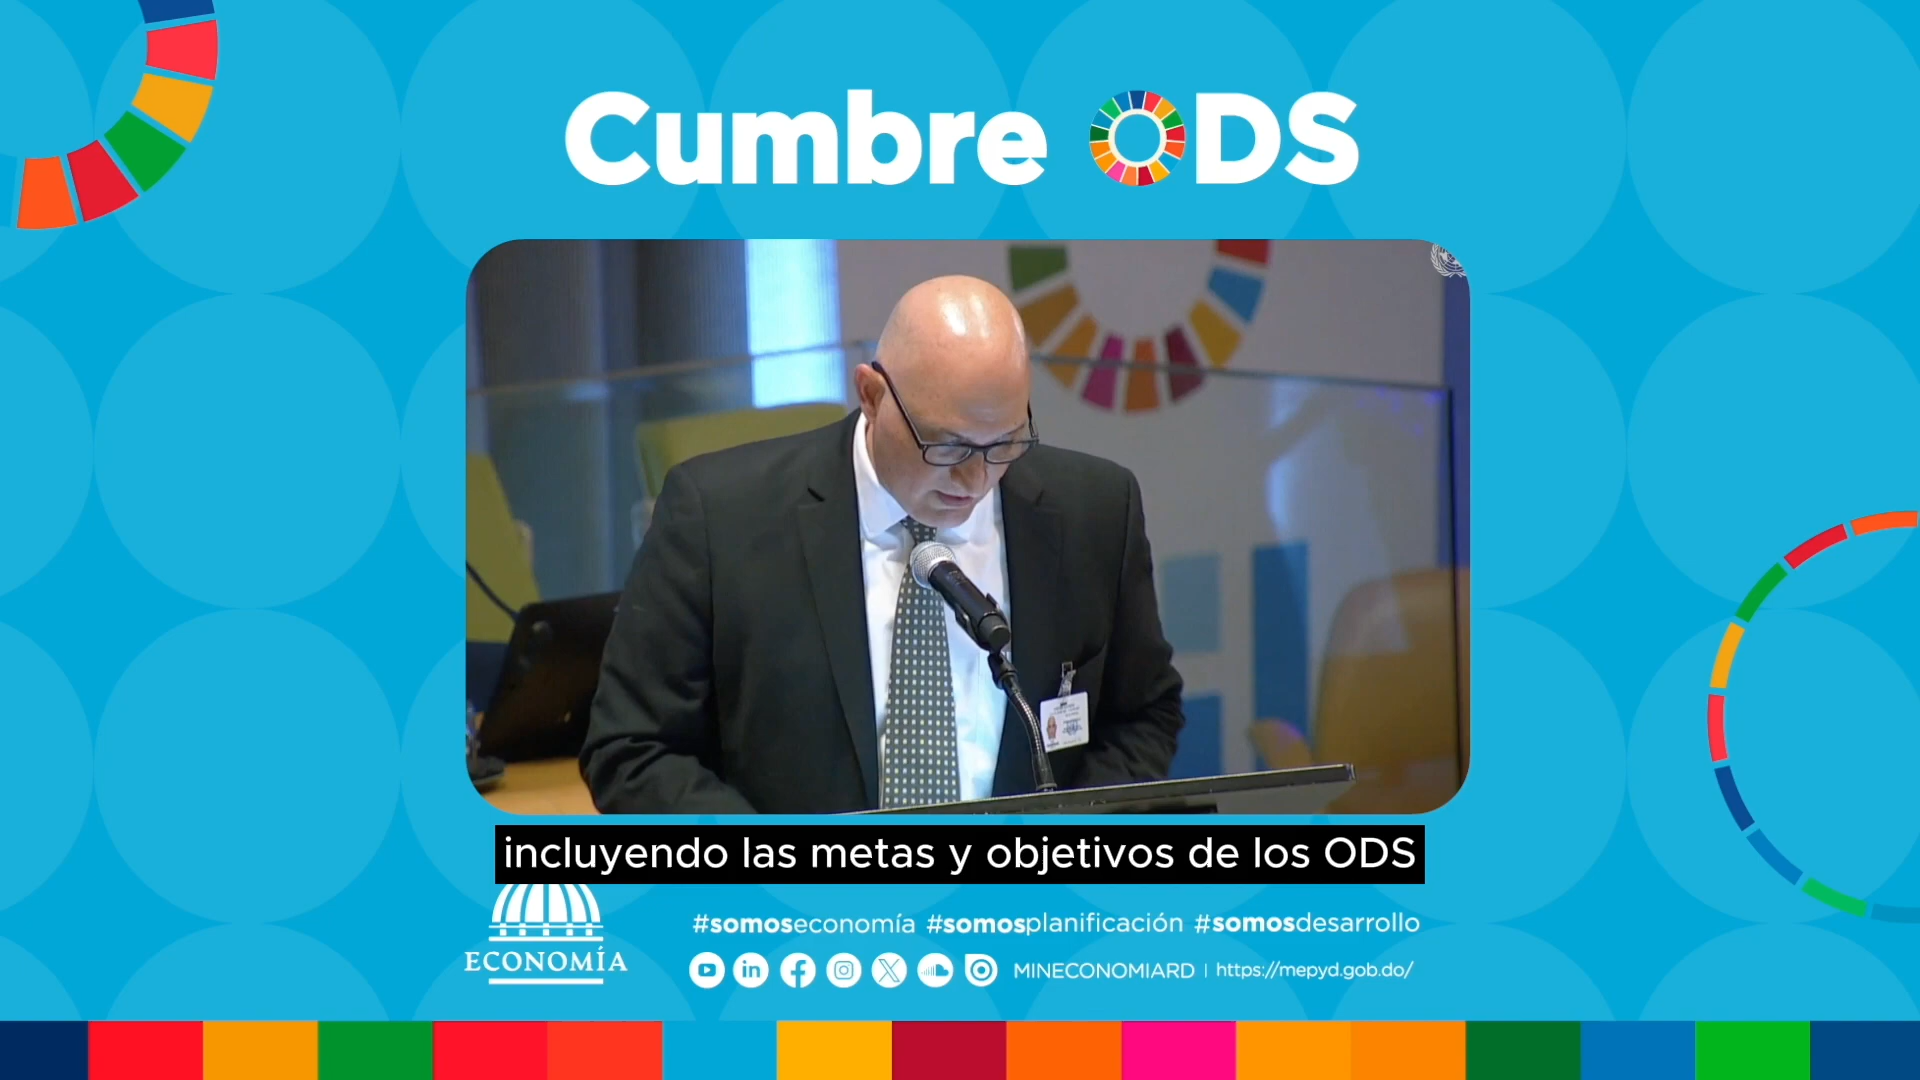 Cumbre ODS
incluyendo las metas y objetivos de los ODS
ECONOMÍA
#somoseconomía #somosplanificación #somosdesarrollo
MINECONOMIARD | https://mepyd.gob.do/